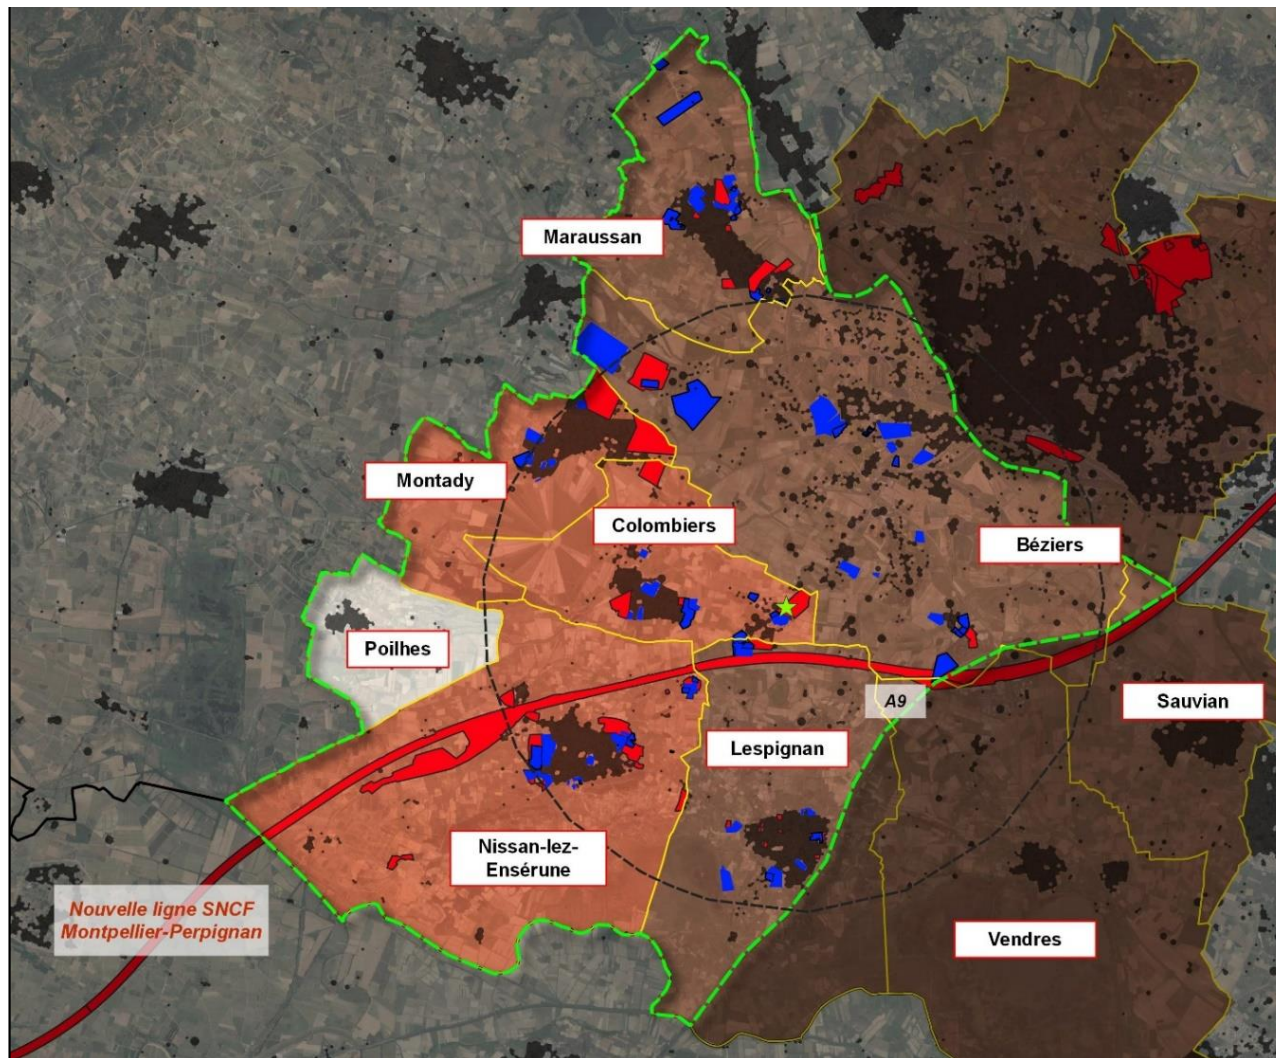 Maraussan
Montady
Colombiers
Béziers
Poilhes
A9
Sauvian
Lespignan
Nissan-lez-
Ensérune
Nouvelle ligne SNCF
Montpellier-Perpignan
Vendres